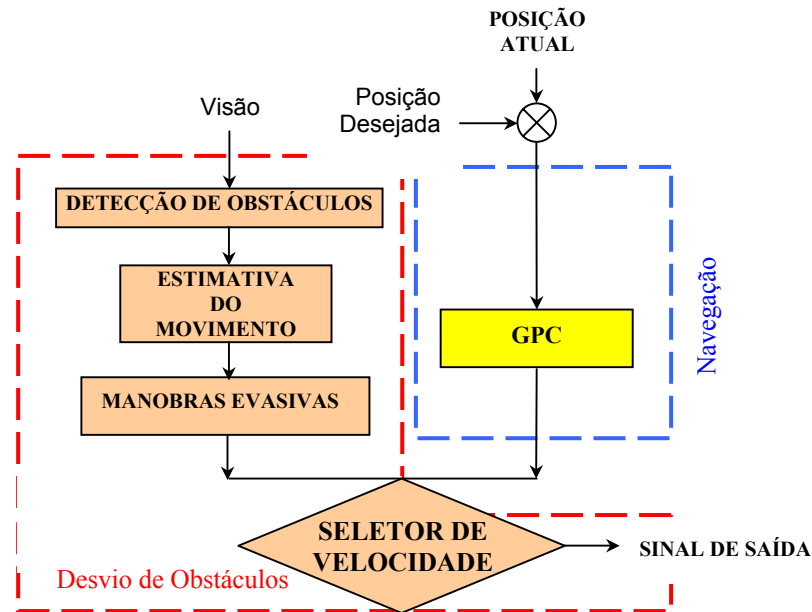 POSIÇÃO
ATUAL
Visão
Posição
Desejada
DETECÇÃO DE OBSTÁCULOS
ESTIMATIVA
DO
MOVIMENTO
GPC
Navegação
MANOBRAS EVASIVAS
SELETOR DE
VELOCIDADE
SINAL DE SAÍDA
Desvio de Obstáculos